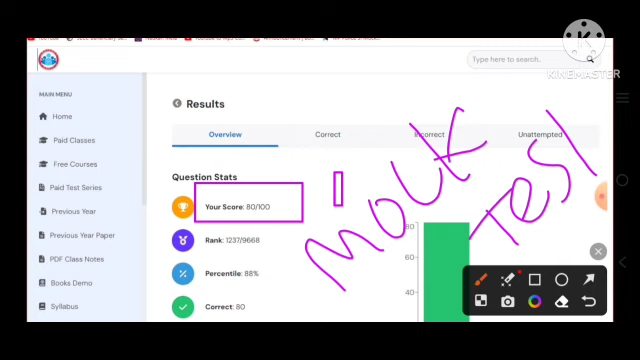 KINEMASTER
Type here to search...
MAIN MENU
Home
Paid Classes
Free Courses
Paid Test Series
Previous Year
Previous Year Paper
PDF Class Notes
Books Demo
Syllabus
Results
Overview
Correct
Incorrect
Unattempted
Question Stats
Your Score: 80/100
Rank: 1237/9668
Percentile: 88%
Correct: 80
80
60
40
Mock
Test